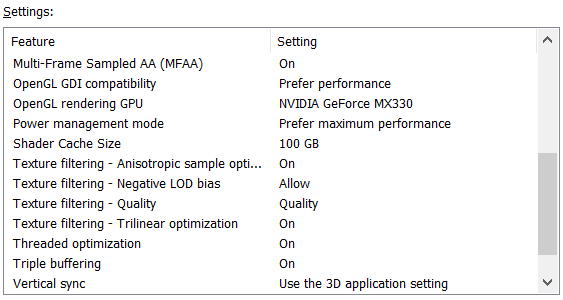 Settings:
Feature Setting
Multi-Frame Sampled AA (MFAA) On
OpenGL GDI compatibility Prefer performance
OpenGL rendering GPU NVIDIA GeForce MX330
Power management mode Prefer maximum performance
Shader Cache Size 100 GB
Texture filtering - Anisotropic sample opti... On
Texture filtering - Negative LOD bias Allow
Texture filtering - Quality Quality
Texture filtering - Trilinear optimization On
Threaded optimization On
Triple buffering On
Vertical sync Use the 3D application setting